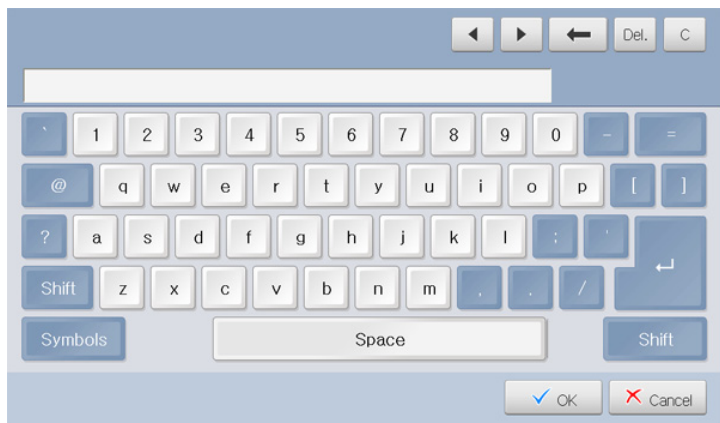 Del. C
` 1 2 3 4 5 6 7 8 9 0 - =
@ q w e r t y u i o p [ ]
? a s d f g h j k l ; '
Shift z x c v b n m , . /
Symbols Space Shift
OK Cancel